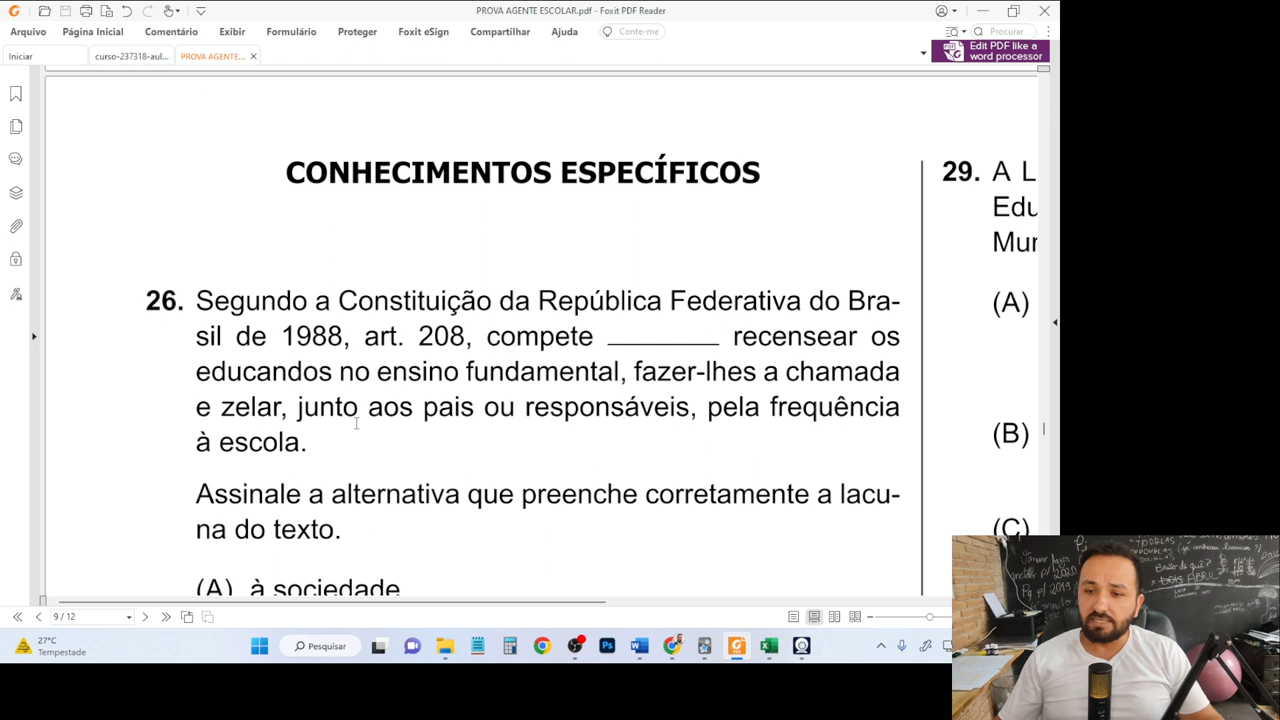 PROVA AGENTE ESCOLAR.pdf - Foxit PDF Reader
Arquivo Página Inicial Comentário Exibir Formulário Proteger Foxit eSign Compartilhar Ajuda Conte-me Procurar
Iniciar curso-237318-aul... PROVA AGENTE...
Edit PDF like a
word processor
CONHECIMENTOS ESPECÍFICOS
26. Segundo a Constituição da República Federativa do Bra-
sil de 1988, art. 208, compete ________ recensear os
educandos no ensino fundamental, fazer-lhes a chamada
e zelar, junto aos pais ou responsáveis, pela frequência
à escola.
Assinale a alternativa que preenche corretamente a lacu-
na do texto.
(A) à sociedade
29. A L
Edu
Mur
(A)
(B)
(C)
9 / 12
27°C
Tempestade
Pesquisar